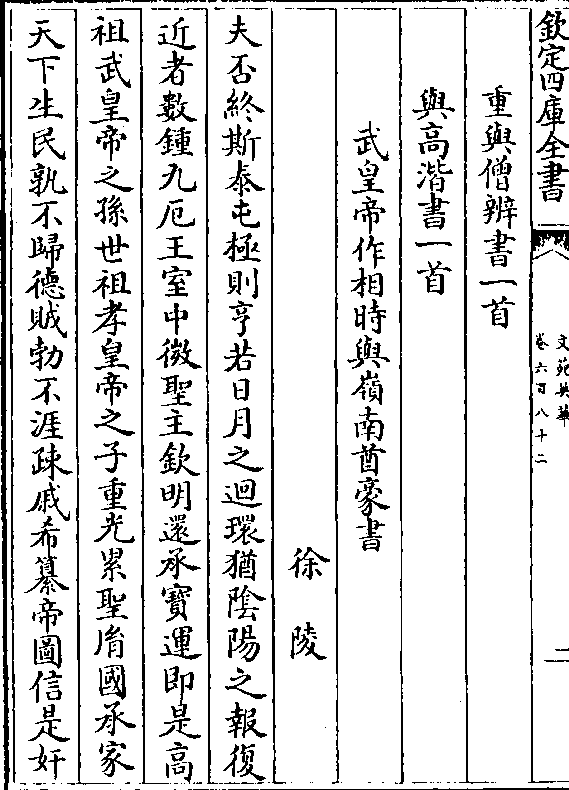 欽定四庫全書
文苑英華
卷六百八十二
二
重與僧辨書一首
與高湝書一首
武皇帝作相時與嶺南酋豪書
徐陵
夫否終斯泰屯極則亨若日月之迴環猶陰陽之報復
近者數鍾九厄王室中微聖主欽明還承寶運即是高
祖武皇帝之孫世祖孝皇帝之子重光累聖胤國承家
天下生民孰不歸德賊勃不涯疎戚希纂帝圖信是奸